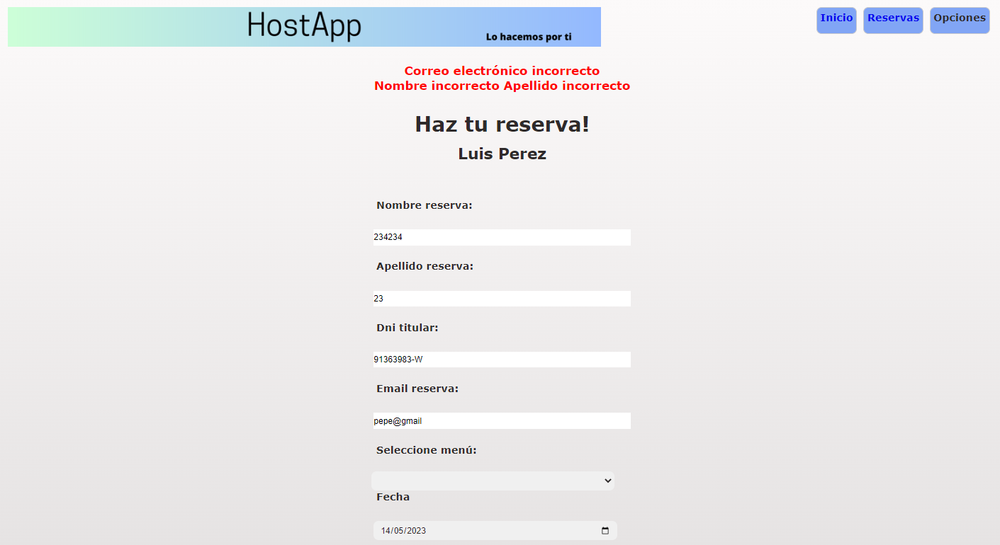 HostApp
Lo hacemos por ti
Inicio Reservas Opciones
Correo electrónico incorrecto
Nombre incorrecto Apellido incorrecto
Haz tu reserva!
Luis Perez
Nombre reserva:
234234
Apellido reserva:
23
Dni titular:
91363983-W
Email reserva:
pepe@gmail
Seleccione menú:
Fecha
14/05/2023